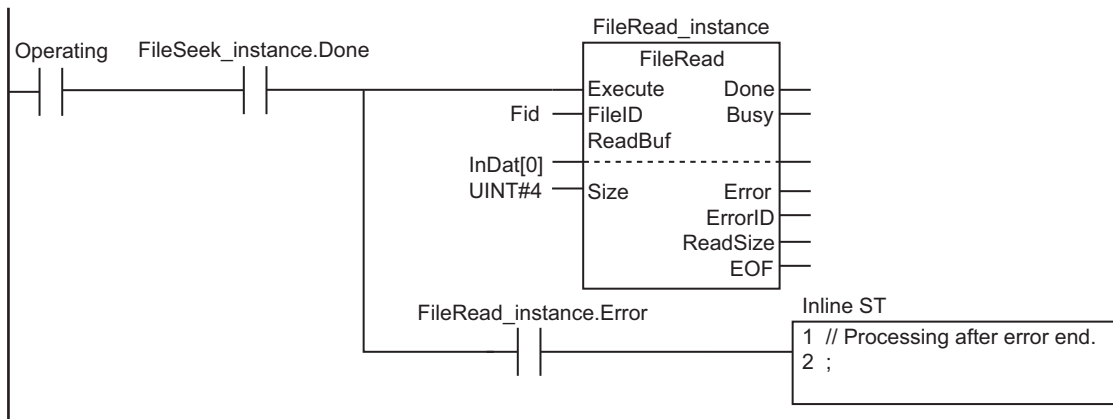 FileRead_instance
Operating
FileSeek_instance.Done
FileRead
Execute Done
Fid FileID Busy
ReadBuf
InDat[0]
UINT#4 Size Error
ErrorID
ReadSize
EOF
FileRead_instance.Error
Inline ST
1 // Processing after error end.
2 ;